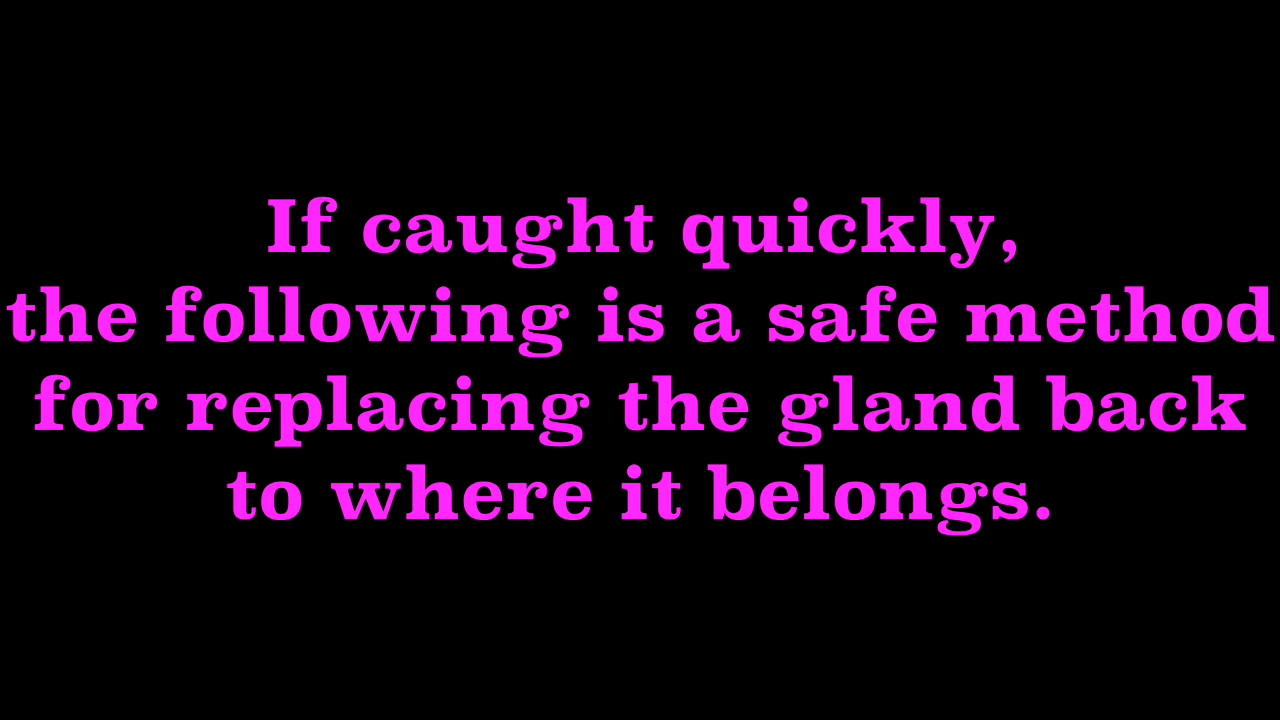 If caught quickly,
the following is a safe method
for replacing the gland back
to where it belongs.